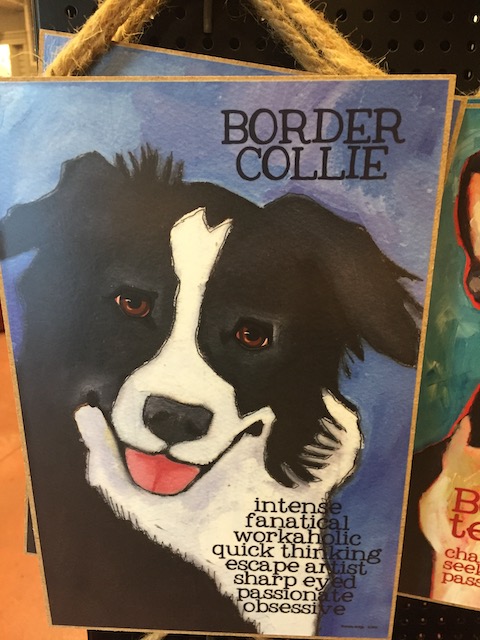 BORDER
COLLIE
intense
fanatical
workaholic
quick thinking
escape artist
sharp eyed
passionate
obsessive